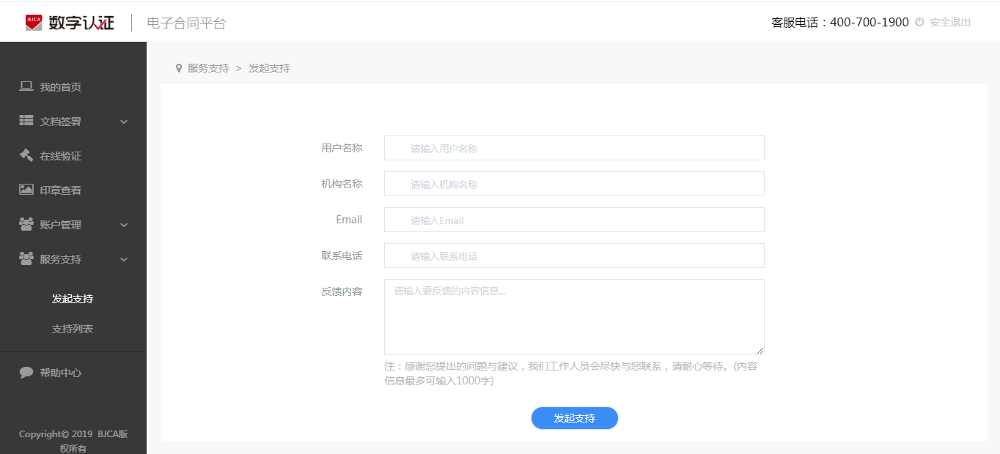 BJCA 数字认证 电子合同平台 客服电话：400-700-1900 安全退出
服务支持 > 发起支持
我的首页
文档签署
在线验证
印章查看
账户管理
服务支持
发起支持
支持列表
帮助中心
Copyright© 2019 BJCA版
权所有
用户名称 请输入用户名称
机构名称 请输入机构名称
Email 请输入Email
联系电话 请输入联系电话
反馈内容 请输入要反馈的内容信息...
注：感谢您提出的问题与建议，我们工作人员会尽快与您联系，请耐心等待。(内容
信息最多可输入1000字)
发起支持